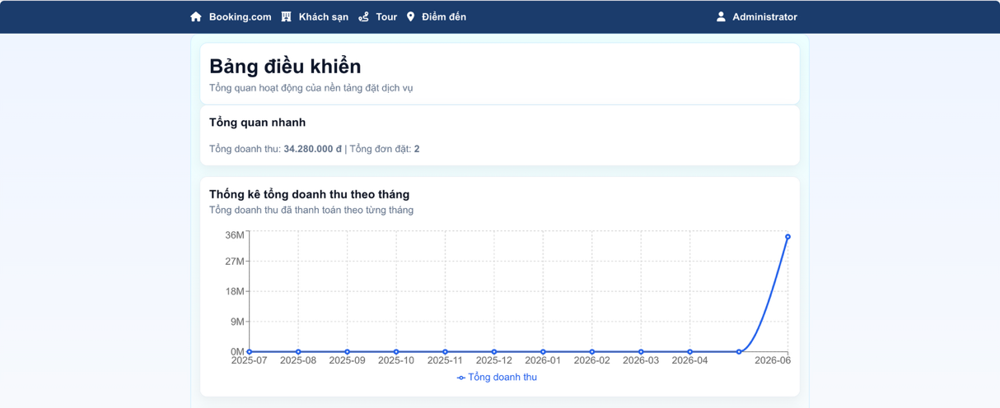 Booking.com Khách sạn Tour Điểm đến Administrator
Bảng điều khiển
Tổng quan hoạt động của nền tảng đặt dịch vụ
Tổng quan nhanh
Tổng doanh thu: 34.280.000 đ | Tổng đơn đặt: 2
Thống kê tổng doanh thu theo tháng
Tổng doanh thu đã thanh toán theo từng tháng
36M
27M
18M
9M
0M
2025-07 2025-08 2025-09 2025-10 2025-11 2025-12 2026-01 2026-02 2026-03 2026-04 2026-06
Tổng doanh thu